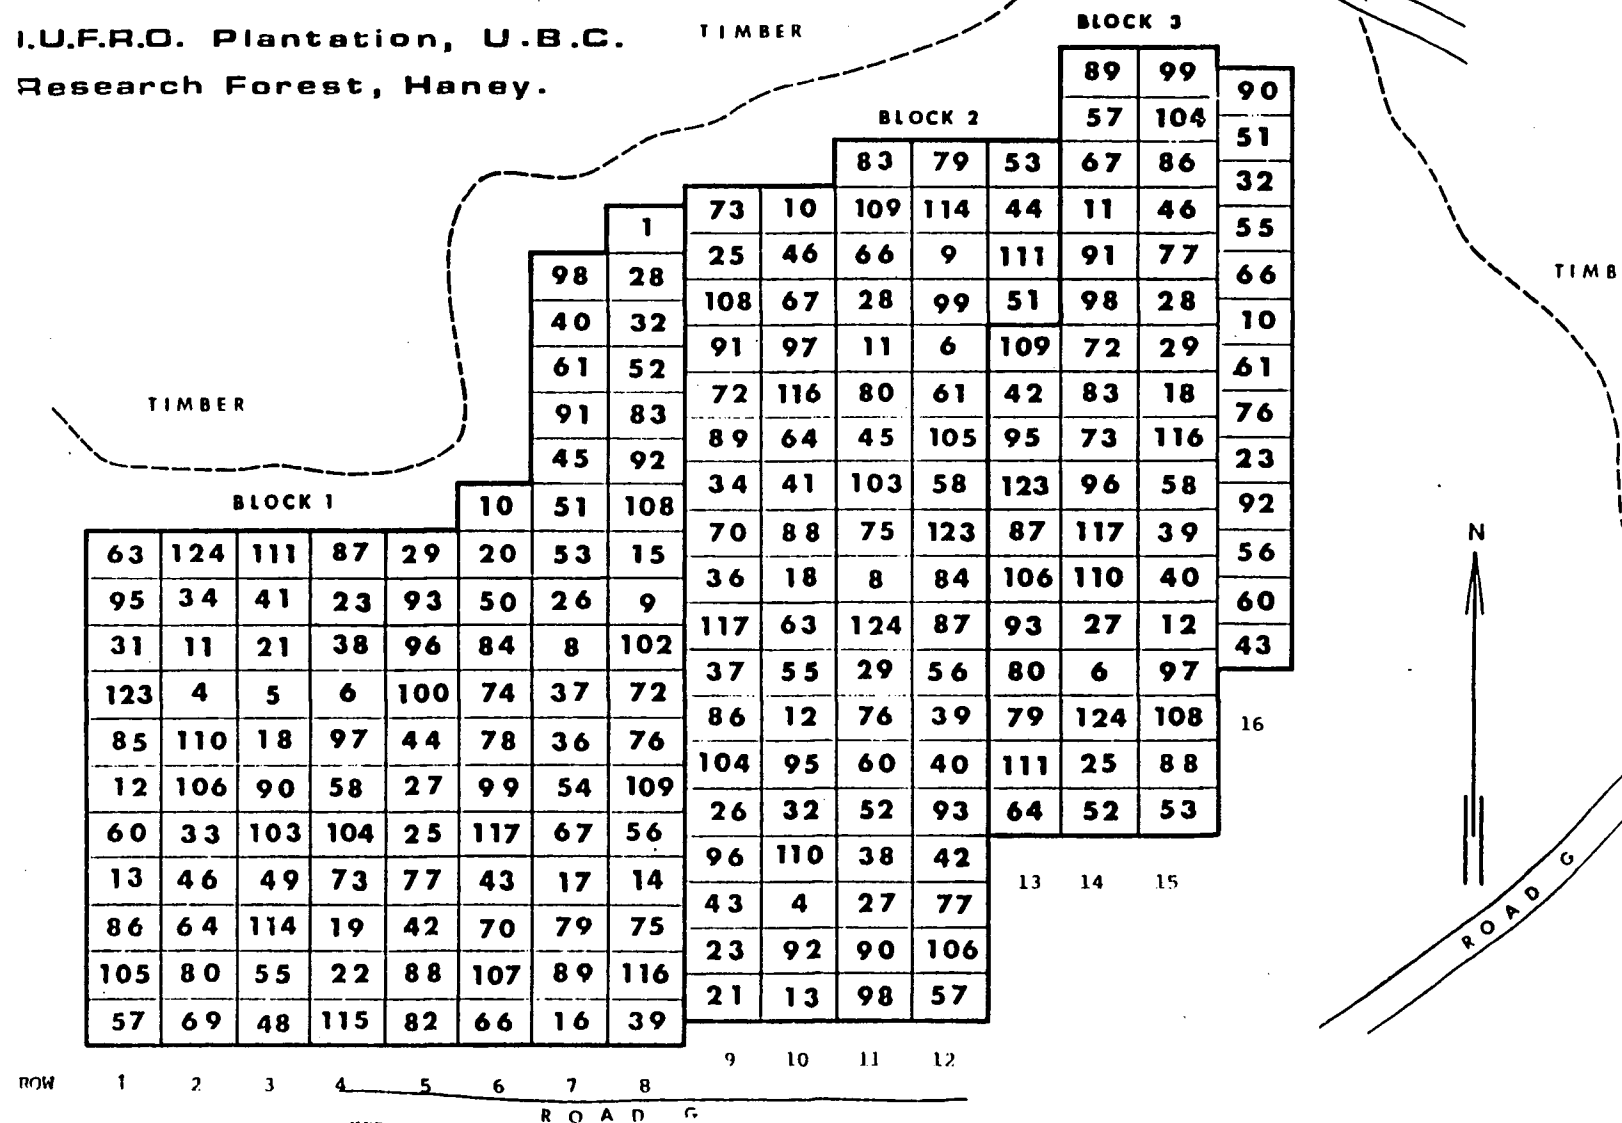 I.U.F.R.O. Plantation, U.B.C.
Research Forest, Haney.
TIMBER
BLOCK 3
BLOCK 2
TIMBER
BLOCK 1
TIMB
N
89 99
90
57 104
51
83 79 53 67 86
32
73 10 109 114 44 11 46
1
55
25 46 66 9 111 91 77
98 28
66
108 67 28 99 51 98 28
40 32
10
91 97 11 6 109 72 29
61 52
61
72 116 80 61 42 83 18
91 83
76
89 64 45 105 95 73 116
45 92
23
34 41 103 58 123 96 58
10 51 108
92
70 88 75 123 87 117 39
63 124 111 87 29 20 53 15
56
36 18 8 84 106 110 40
95 34 41 23 93 50 26 9
60
117 63 124 87 93 27 12
31 11 21 38 96 84 8 102
43
37 55 29 56 80 6 97
123 4 5 6 100 74 37 72
86 12 76 39 79 124 108
16
85 110 18 97 44 78 36 76
104 95 60 40 111 25 88
12 106 90 58 27 99 54 109
26 32 52 93 64 52 53
60 33 103 104 25 117 67 56
96 110 38 42
13 46 49 73 77 43 17 14
13 14 15
43 4 27 77
86 64 114 19 42 70 79 75
23 92 90 106
105 80 55 22 88 107 89 116
21 13 98 57
57 69 48 115 82 66 16 39
9 10 11 12
ROW 1 2 3 4 5 6 7 8
ROAD G
ROAD G